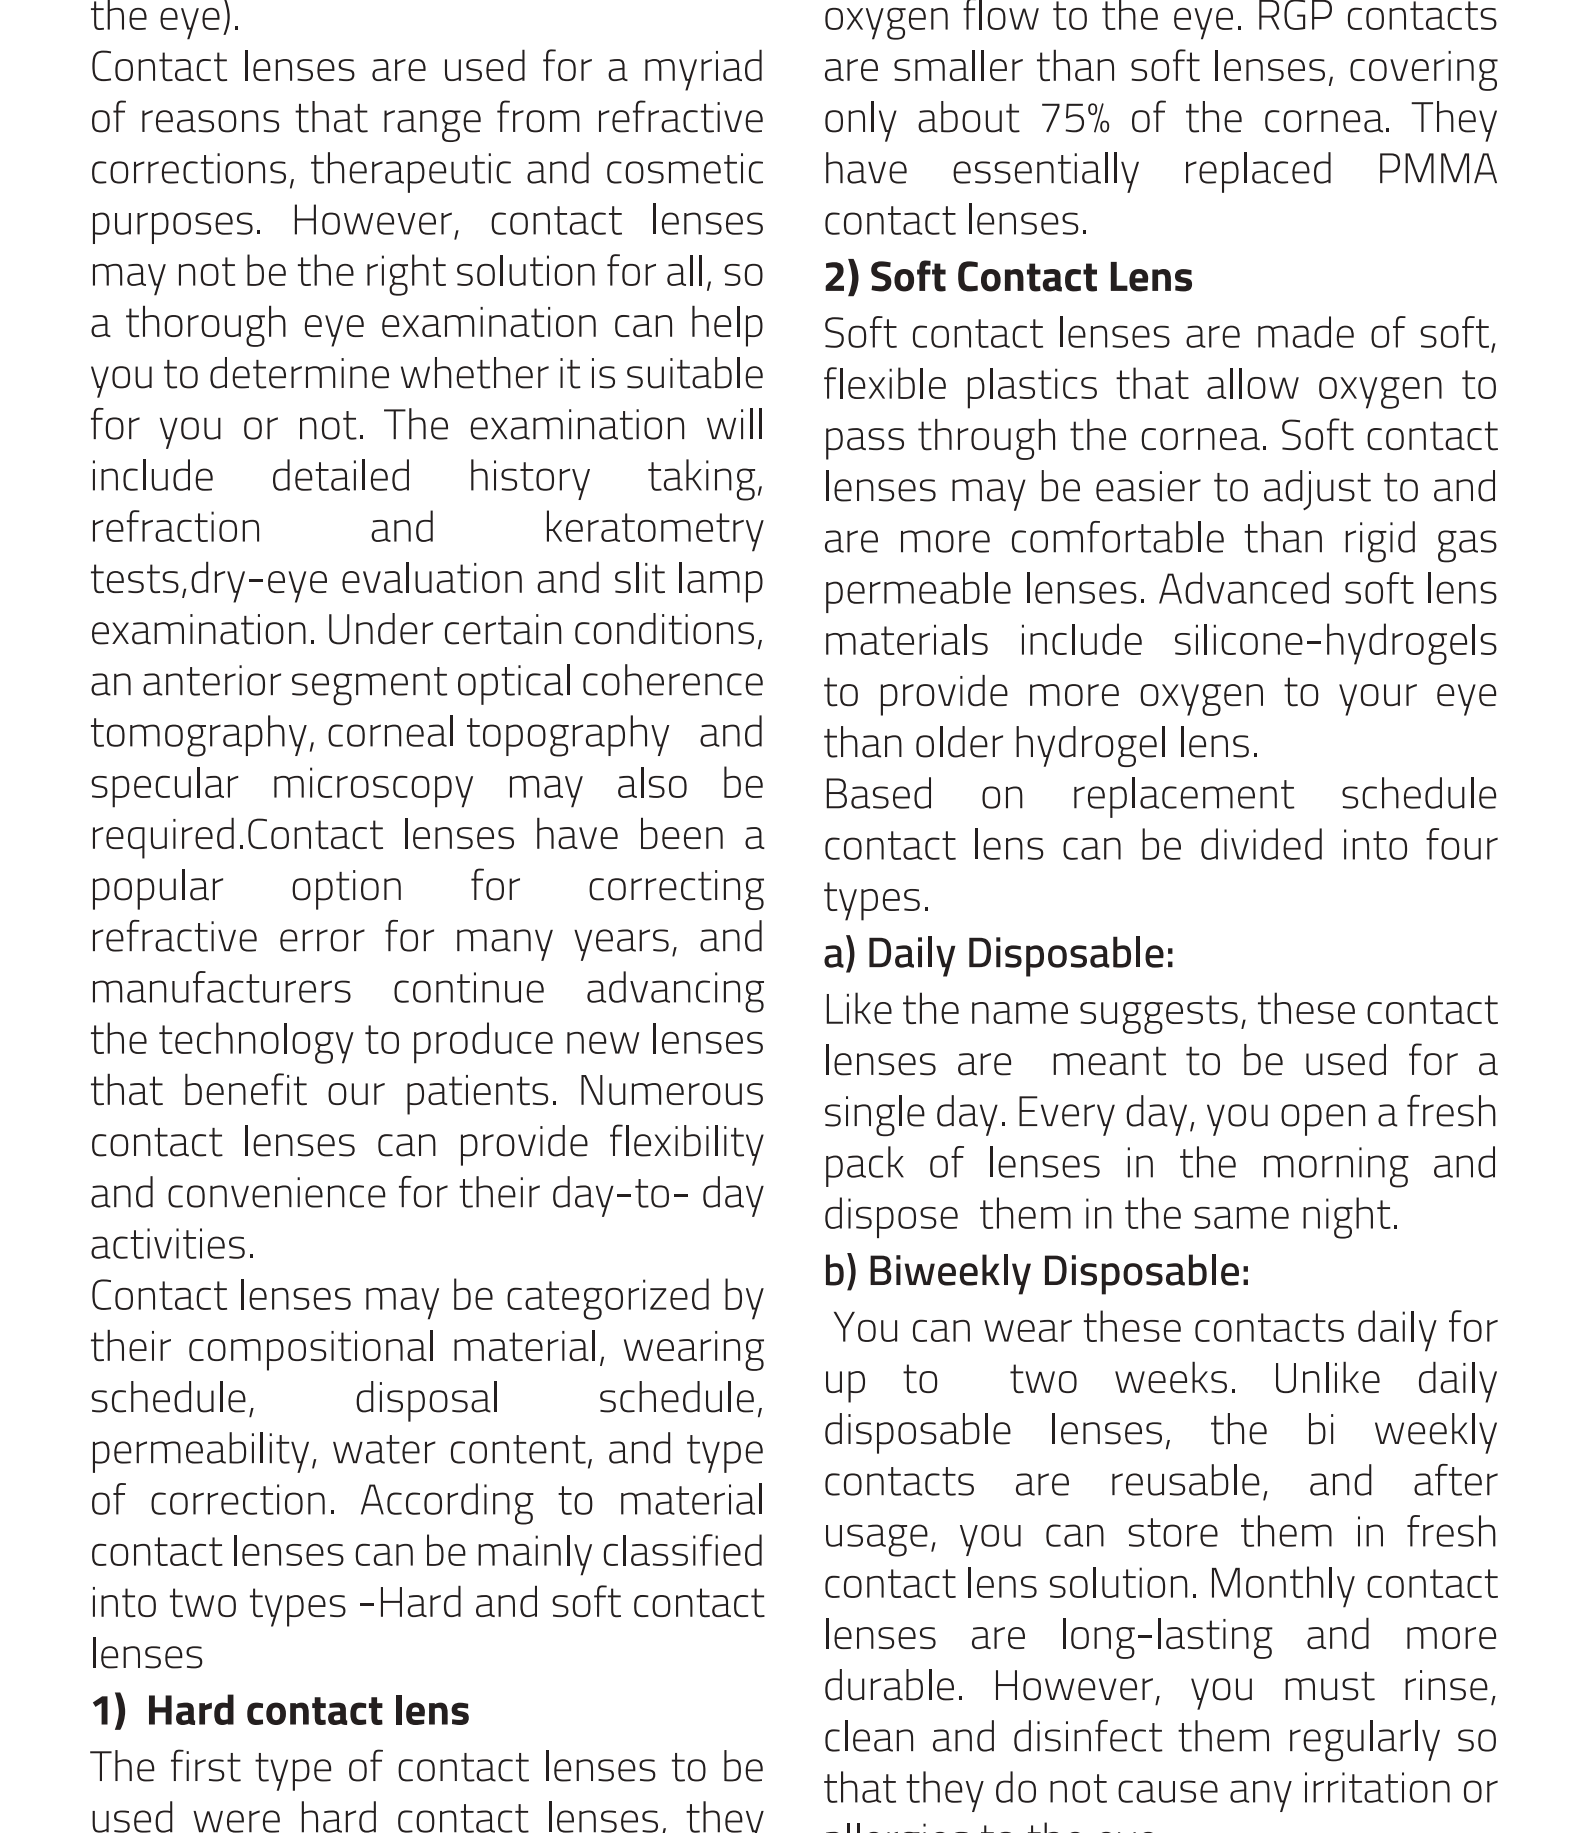 the eye).
Contact lenses are used for a myriad
of reasons that range from refractive
corrections, therapeutic and cosmetic
purposes. However, contact lenses
may not be the right solution for all, so
a thorough eye examination can help
you to determine whether it is suitable
for you or not. The examination will
include detailed history taking,
refraction and keratometry
tests,dry-eye evaluation and slit lamp
examination. Under certain conditions,
an anterior segment optical coherence
tomography, corneal topography and
specular microscopy may also be
required.Contact lenses have been a
popular option for correcting
refractive error for many years, and
manufacturers continue advancing
the technology to produce new lenses
that benefit our patients. Numerous
contact lenses can provide flexibility
and convenience for their day-to- day
activities.
Contact lenses may be categorized by
their compositional material, wearing
schedule, disposal schedule,
permeability, water content, and type
of correction. According to material
contact lenses can be mainly classified
into two types -Hard and soft contact
lenses
1) Hard contact lens
The first type of contact lenses to be
used were hard contact lenses, they
oxygen flow to the eye. RGP contacts
are smaller than soft lenses, covering
only about 75% of the cornea. They
have essentially replaced PMMA
contact lenses.
2) Soft Contact Lens
Soft contact lenses are made of soft,
flexible plastics that allow oxygen to
pass through the cornea. Soft contact
lenses may be easier to adjust to and
are more comfortable than rigid gas
permeable lenses. Advanced soft lens
materials include silicone-hydrogels
to provide more oxygen to your eye
than older hydrogel lens.
Based on replacement schedule
contact lens can be divided into four
types.
a) Daily Disposable:
Like the name suggests, these contact
lenses are meant to be used for a
single day. Every day, you open a fresh
pack of lenses in the morning and
dispose them in the same night.
b) Biweekly Disposable:
You can wear these contacts daily for
up to two weeks. Unlike daily
disposable lenses, the bi weekly
contacts are reusable, and after
usage, you can store them in fresh
contact lens solution. Monthly contact
lenses are long-lasting and more
durable. However, you must rinse,
clean and disinfect them regularly so
that they do not cause any irritation or